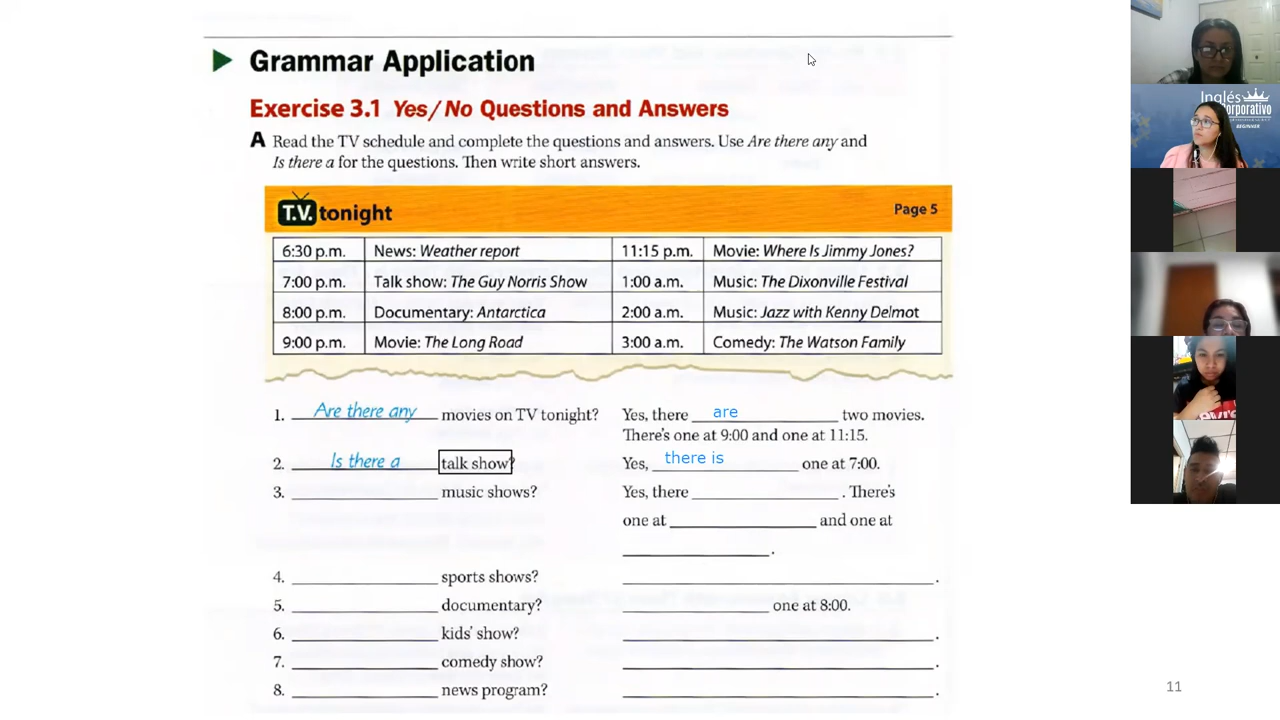 Grammar Application
Exercise 3.1 Yes/No Questions and Answers
A Read the TV schedule and complete the questions and answers. Use Are there any and
Is there a for the questions. Then write short answers.
T.V. tonight Page 5
6:30 p.m. News: Weather report 11:15 p.m. Movie: Where Is Jimmy Jones?
7:00 p.m. Talk show: The Guy Norris Show 1:00 a.m. Music: The Dixonville Festival
8:00 p.m. Documentary: Antarctica 2:00 a.m. Music: Jazz with Kenny Delmot
9:00 p.m. Movie: The Long Road 3:00 a.m. Comedy: The Watson Family
1. Are there any movies on TV tonight? Yes, there are two movies.
There's one at 9:00 and one at 11:15.
2. Is there a talk show? Yes, there is one at 7:00.
3. music shows? Yes, there . There's
one at and one at
.
4. sports shows? .
5. documentary? one at 8:00.
6. kids' show? .
7. comedy show? .
8. news program? .
11
Inglés
orporativo
BEGINNER